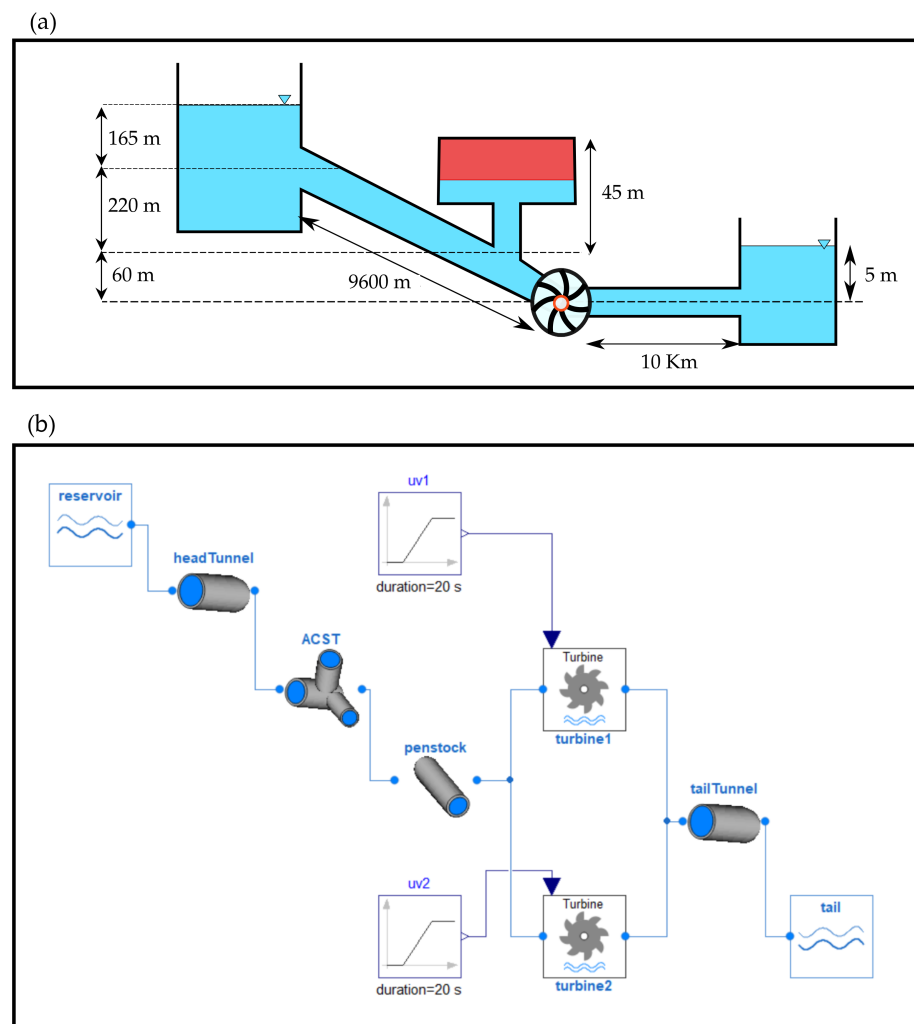 (a)
165 m
220 m
60 m
9600 m
45 m
5 m
10 Km
(b)
reservoir
headTunnel
ACST
penstock
uv1
duration=20 s
Turbine
turbine1
tailTunnel
uv2
duration=20 s
Turbine
turbine2
tail